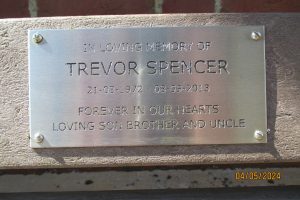 IN LOVING MEMORY OF
TREVOR SPENCER
FOREVER IN OUR HEARTS
LOVING SON BROTHER AND UNCLE
04/05/2024